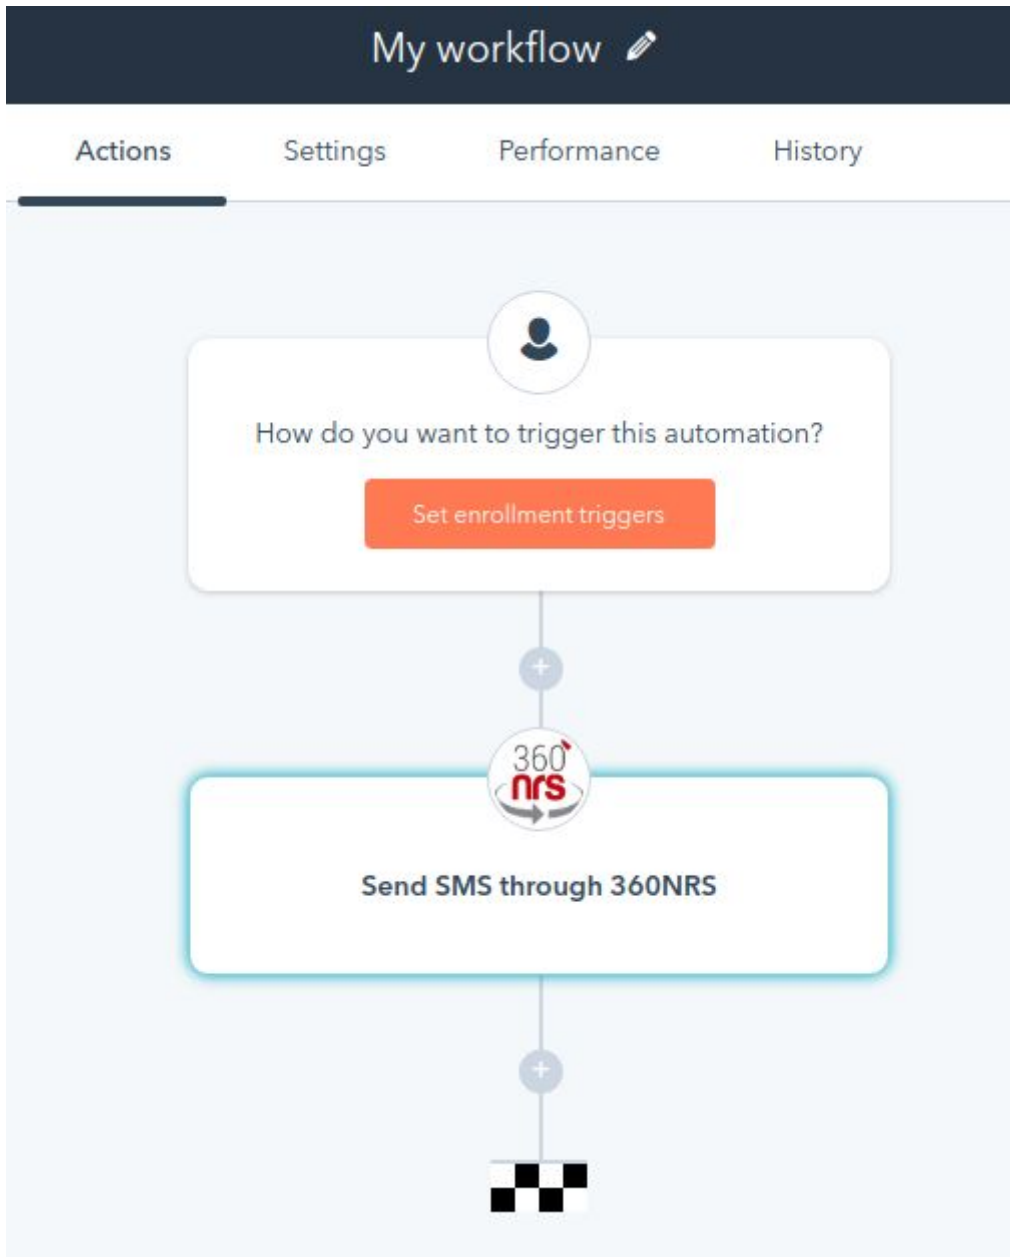 My workflow
Actions Settings Performance History
How do you want to trigger this automation?
Set enrollment triggers
+
360
nrs
Send SMS through 360NRS
+